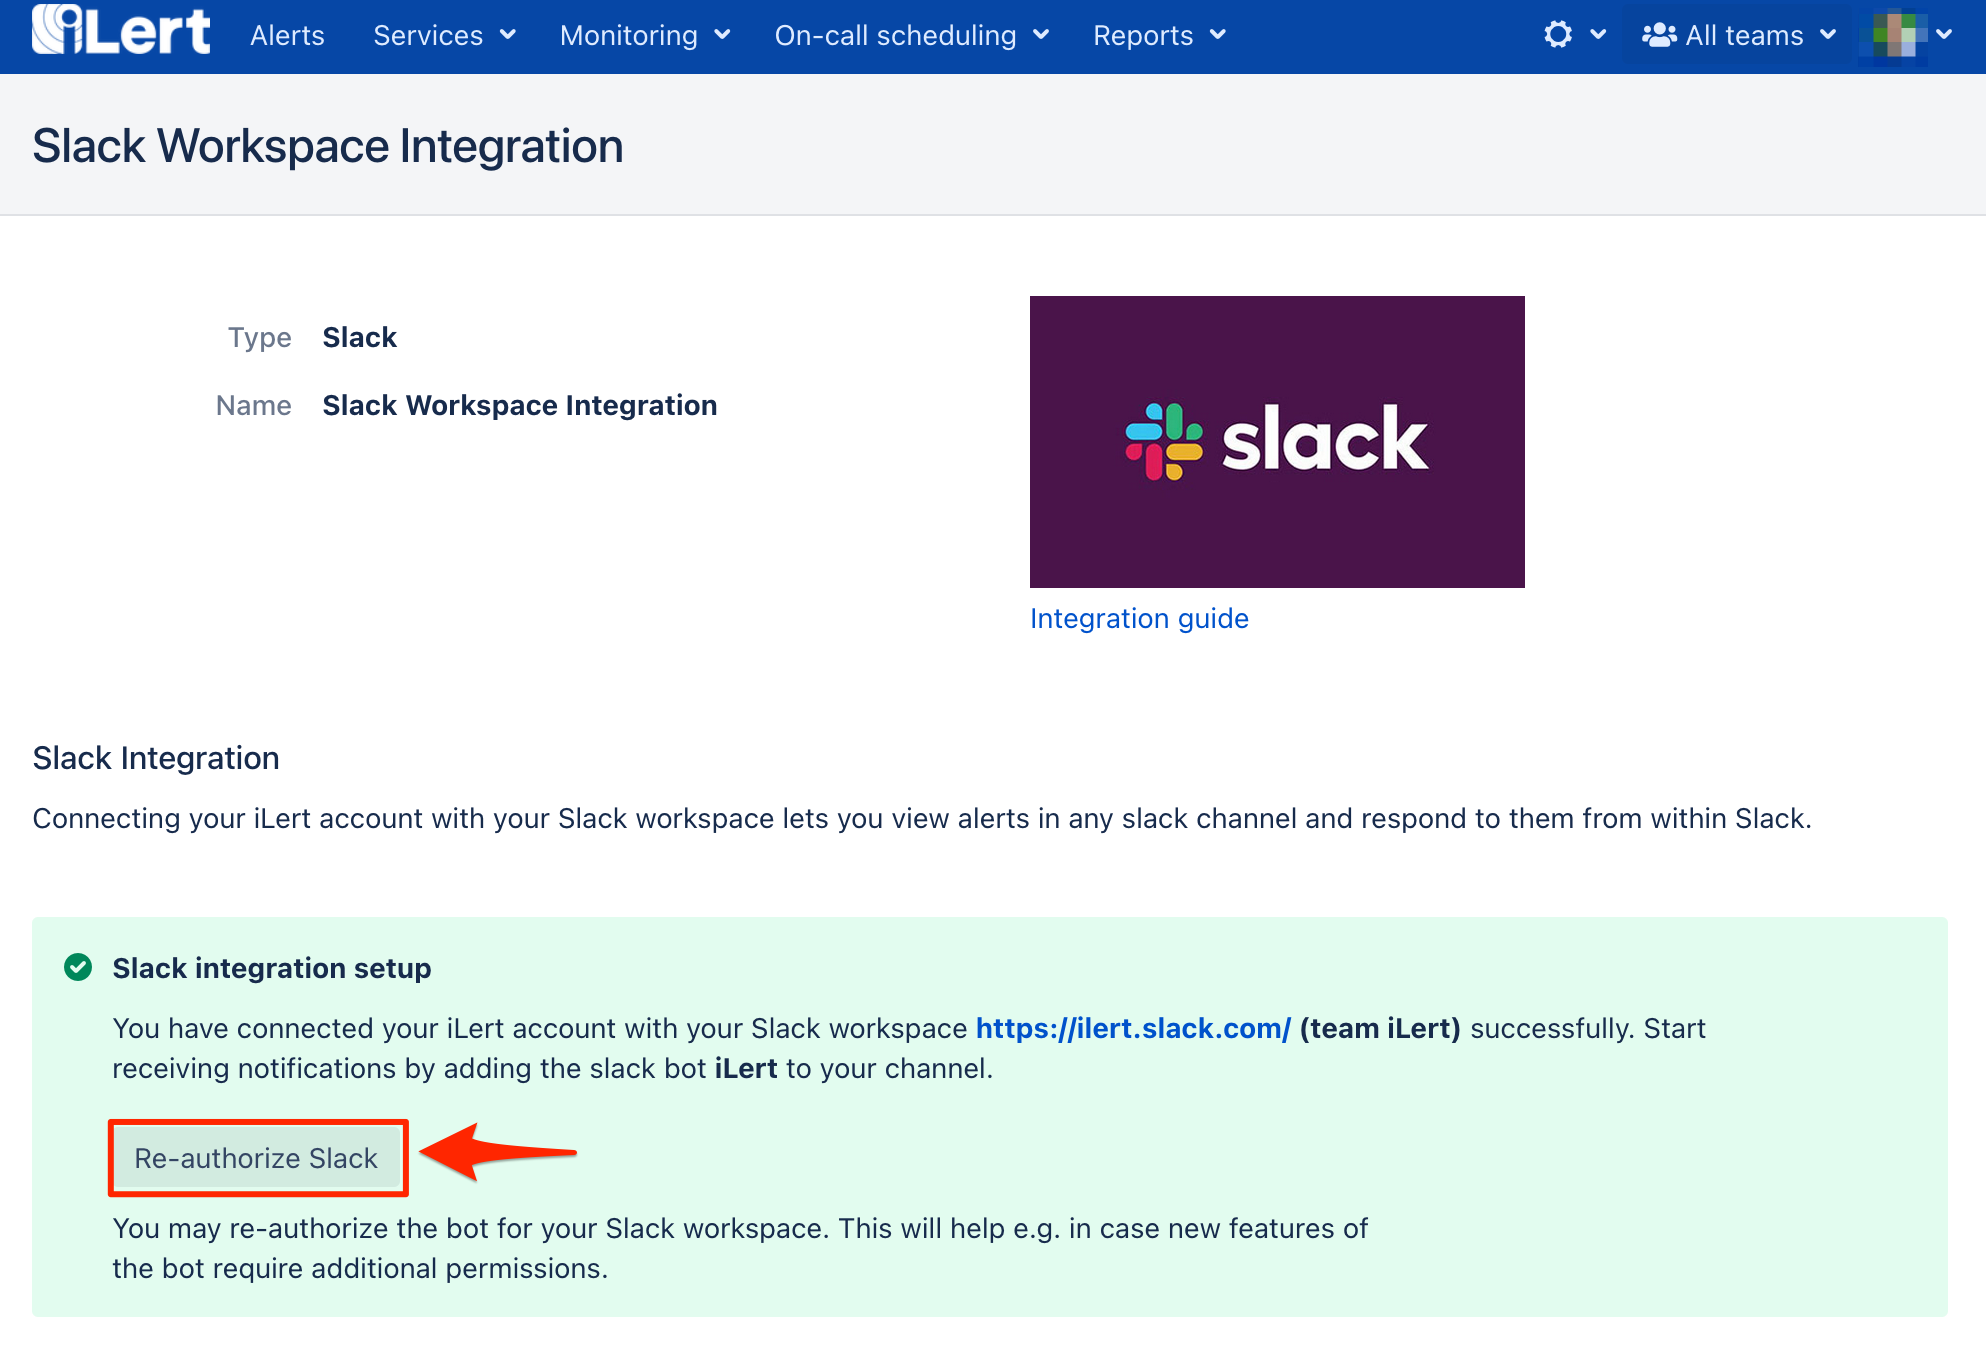 iLert Alerts Services Monitoring On-call scheduling Reports All teams
Slack Workspace Integration
Type Slack
Name Slack Workspace Integration
slack
Integration guide
Slack Integration
Connecting your iLert account with your Slack workspace lets you view alerts in any slack channel and respond to them from within Slack.
Slack integration setup
You have connected your iLert account with your Slack workspace https://ilert.slack.com/ (team iLert) successfully. Start
receiving notifications by adding the slack bot iLert to your channel.
Re-authorize Slack
You may re-authorize the bot for your Slack workspace. This will help e.g. in case new features of
the bot require additional permissions.